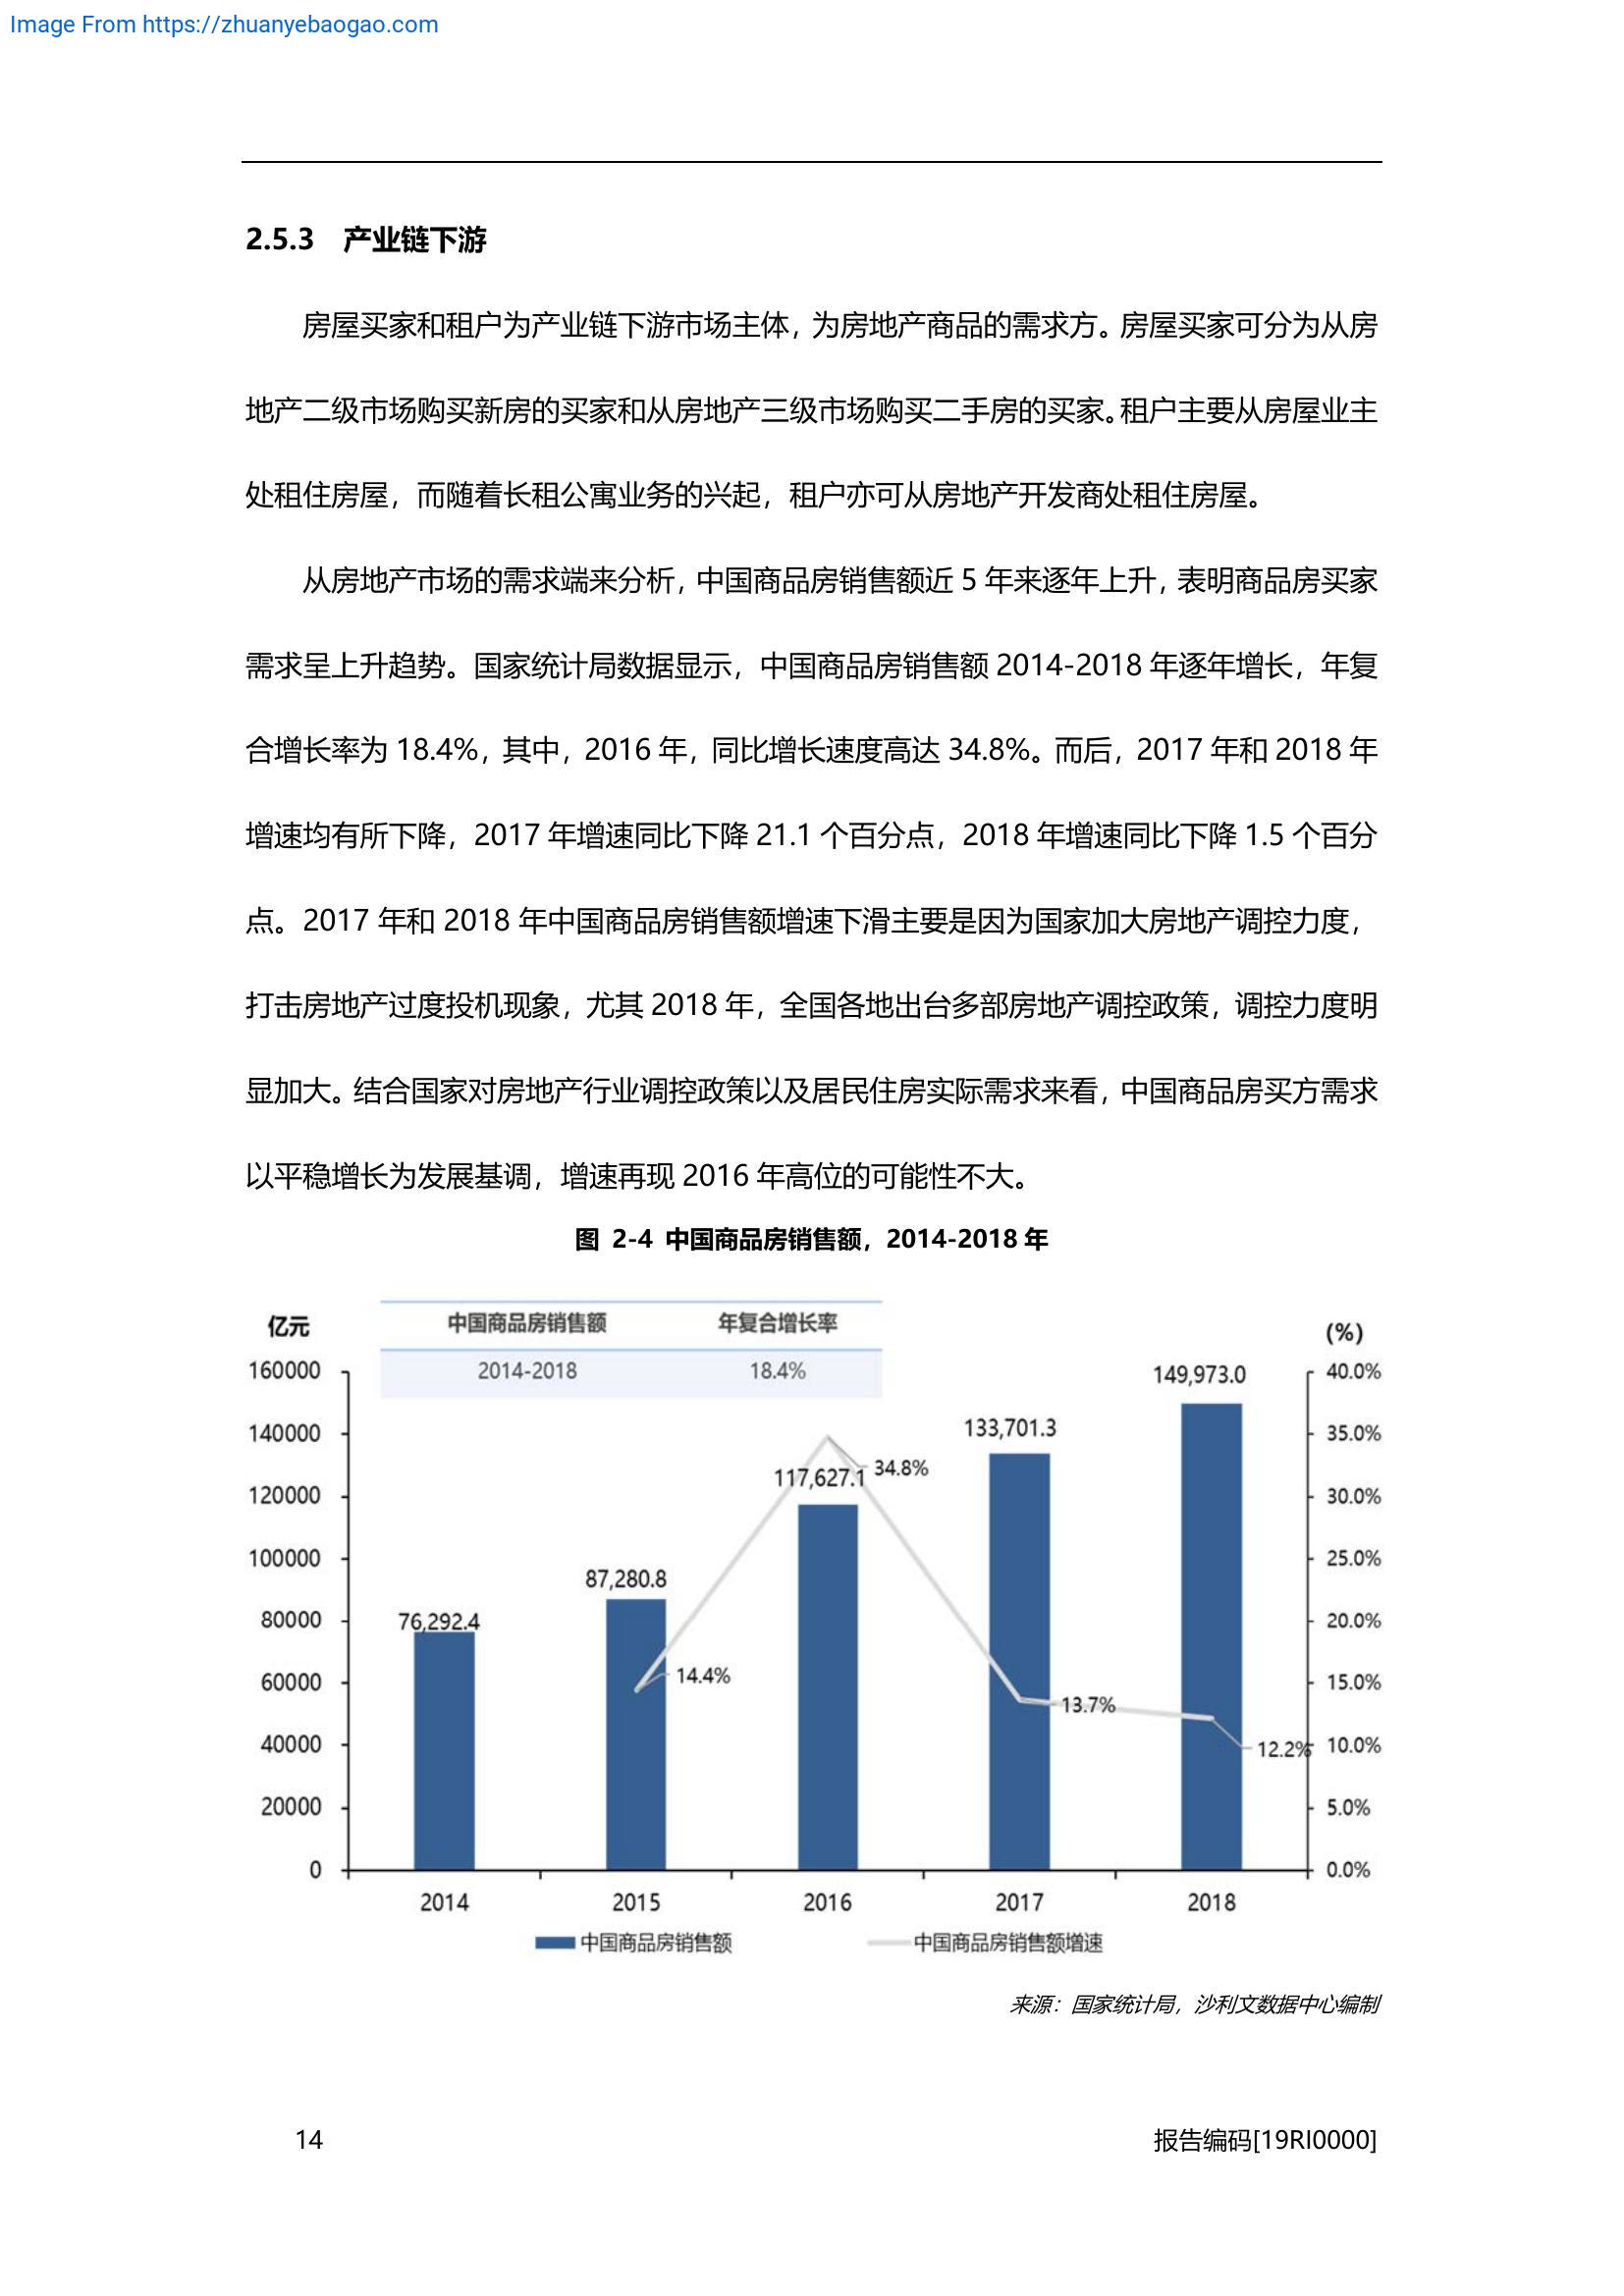 Image From https://zhuanyebaogao.com
2.5.3 产业链下游
房屋买家和租户为产业链下游市场主体，为房地产商品的需求方。房屋买家可分为从房
地产二级市场购买新房的买家和从房地产三级市场购买二手房的买家。租户主要从房屋业主
处租住房屋，而随着长租公寓业务的兴起，租户亦可从房地产开发商处租住房屋。
从房地产市场的需求端来分析，中国商品房销售额近 5 年来逐年上升，表明商品房买家
需求呈上升趋势。国家统计局数据显示，中国商品房销售额 2014-2018 年逐年增长，年复
合增长率为 18.4%，其中，2016 年，同比增长速度高达 34.8%。而后，2017 年和 2018 年
增速均有所下降，2017 年增速同比下降 21.1 个百分点，2018 年增速同比下降 1.5 个百分
点。2017 年和 2018 年中国商品房销售额增速下滑主要是因为国家加大房地产调控力度，
打击房地产过度投机现象，尤其 2018 年，全国各地出台多部房地产调控政策，调控力度明
显加大。结合国家对房地产行业调控政策以及居民住房实际需求来看，中国商品房买方需求
以平稳增长为发展基调，增速再现 2016 年高位的可能性不大。
图 2-4 中国商品房销售额，2014-2018 年
亿元
中国商品房销售额 年复合增长率
2014-2018 18.4%
(%)
160000
140000
120000
100000
80000
60000
40000
20000
0
76,292.4
87,280.8
117,627.1
133,701.3
149,973.0
14.4%
34.8%
13.7%
12.2%
40.0%
35.0%
30.0%
25.0%
20.0%
15.0%
10.0%
5.0%
0.0%
2014 2015 2016 2017 2018
中国商品房销售额 中国商品房销售额增速
来源：国家统计局，沙利文数据中心编制
14 报告编码[19RI0000]